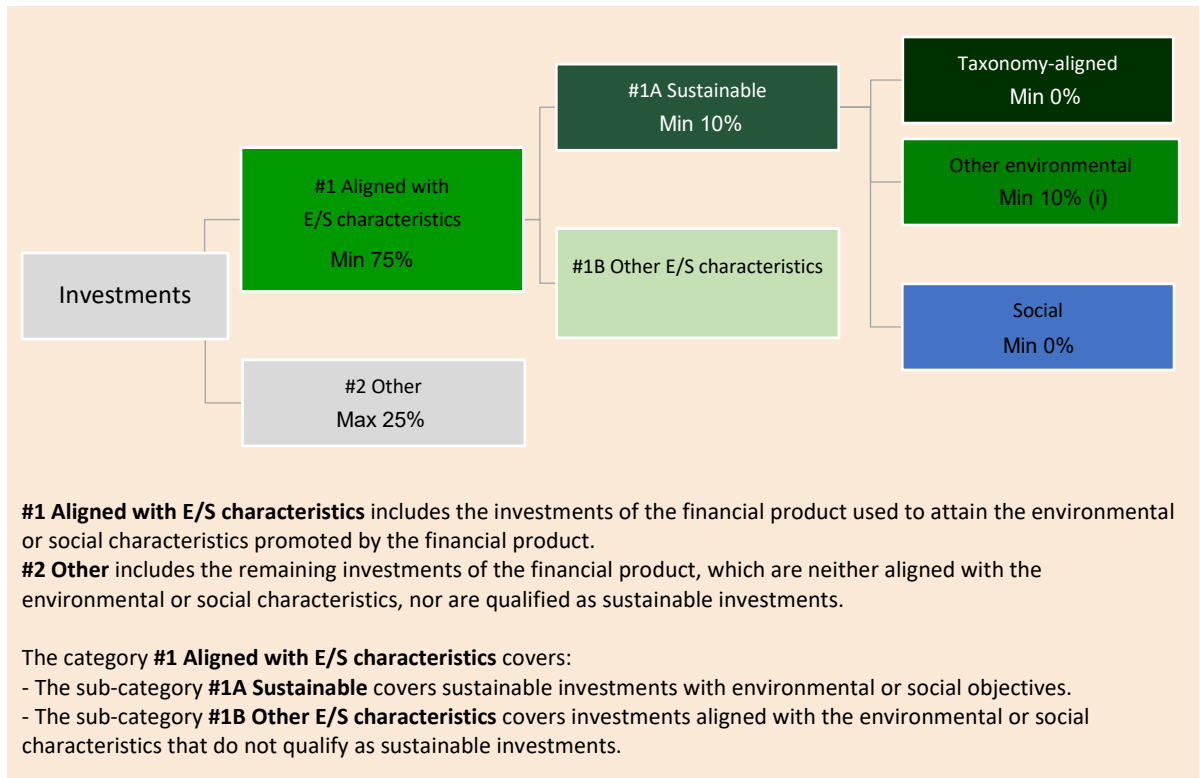 Investments
#1 Aligned with
E/S characteristics
Min 75%
#2 Other
Max 25%
#1A Sustainable
Min 10%
#1B Other E/S characteristics
Taxonomy-aligned
Min 0%
Other environmental
Min 10% (i)
Social
Min 0%
#1 Aligned with E/S characteristics includes the investments of the financial product used to attain the environmental
or social characteristics promoted by the financial product.
#2 Other includes the remaining investments of the financial product, which are neither aligned with the
environmental or social characteristics, nor are qualified as sustainable investments.
The category #1 Aligned with E/S characteristics covers:
- The sub-category #1A Sustainable covers sustainable investments with environmental or social objectives.
- The sub-category #1B Other E/S characteristics covers investments aligned with the environmental or social
characteristics that do not qualify as sustainable investments.